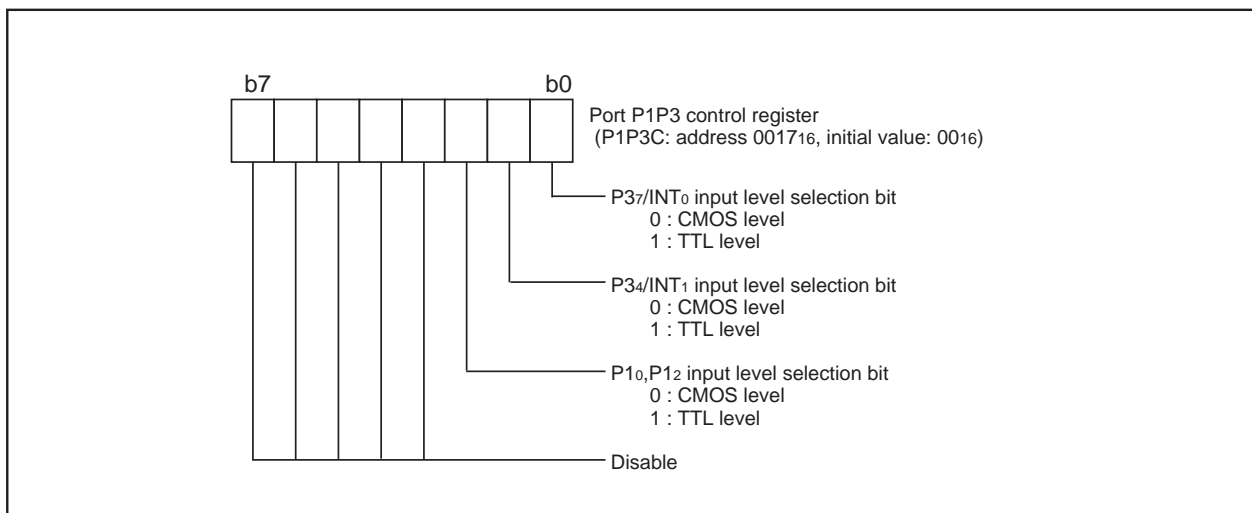 b7 b0
Port P1P3 control register
(P1P3C: address 001716, initial value: 0016)
P37/INT0 input level selection bit
0 : CMOS level
1 : TTL level
P34/INT1 input level selection bit
0 : CMOS level
1 : TTL level
P10,P12 input level selection bit
0 : CMOS level
1 : TTL level
Disable